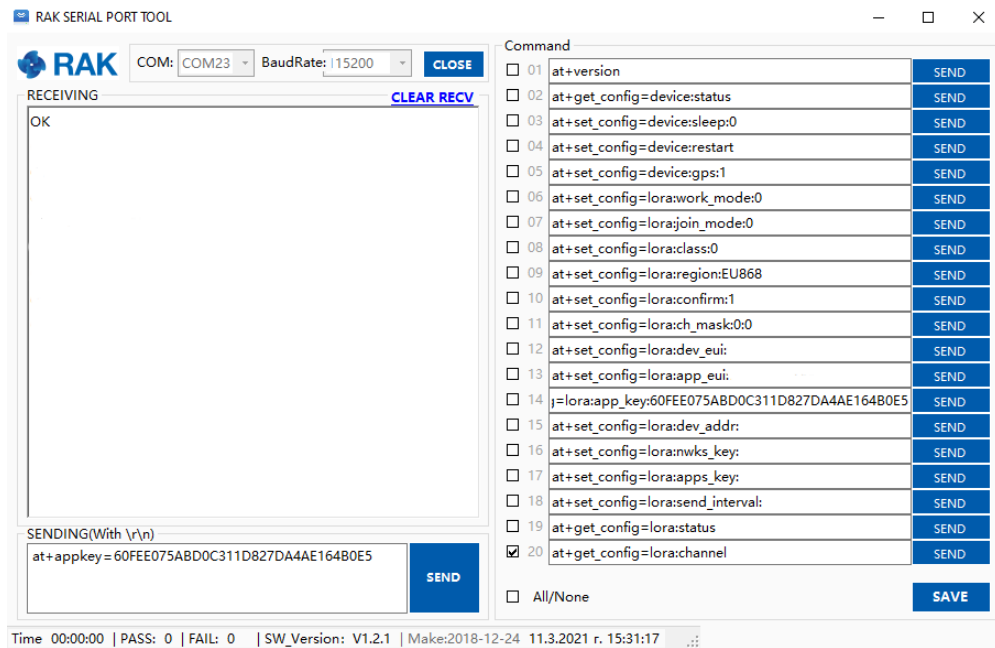 RAK SERIAL PORT TOOL
RAK
COM: COM23 BaudRate: 115200 CLOSE
RECEIVING CLEAR RECV
OK
SENDING(With \r\n)
at+appkey=60FEE075ABD0C311D827DA4AE164B0E5
SEND
Command
01 at+version SEND
02 at+get_config=device:status SEND
03 at+set_config=device:sleep:0 SEND
04 at+set_config=device:restart SEND
05 at+set_config=device:gps:1 SEND
06 at+set_config=lora:work_mode:0 SEND
07 at+set_config=lora:join_mode:0 SEND
08 at+set_config=lora:class:0 SEND
09 at+set_config=lora:region:EU868 SEND
10 at+set_config=lora:confirm:1 SEND
11 at+set_config=lora:ch_mask:0:0 SEND
12 at+set_config=lora:dev_eui: SEND
13 at+set_config=lora:app_eui: SEND
14 g=lora:app_key:60FEE075ABD0C311D827DA4AE164B0E5 SEND
15 at+set_config=lora:dev_addr: SEND
16 at+set_config=lora:nwks_key: SEND
17 at+set_config=lora:apps_key: SEND
18 at+set_config=lora:send_interval: SEND
19 at+get_config=lora:status SEND
20 at+get_config=lora:channel SEND
All/None SAVE
Time 00:00:00 | PASS: 0 | FAIL: 0 | SW_Version: V1.2.1 | Make:2018-12-24 11.3.2021 г. 15:31:17